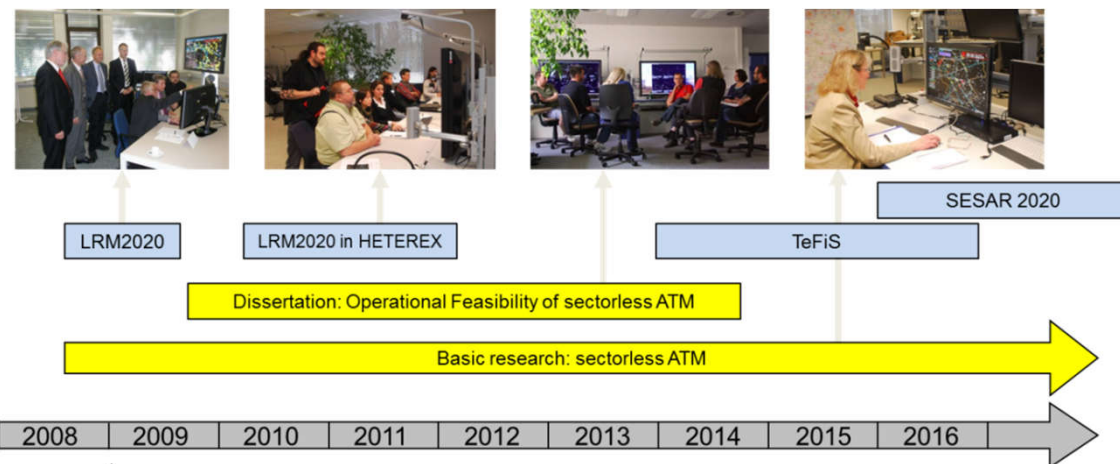 SESAR 2020
LRM2020
LRM2020 in HETEREX
TeFiS
Dissertation: Operational Feasibility of sectorless ATM
Basic research: sectorless ATM
2008
2009
2010
2011
2012
2013
2014
2015
2016